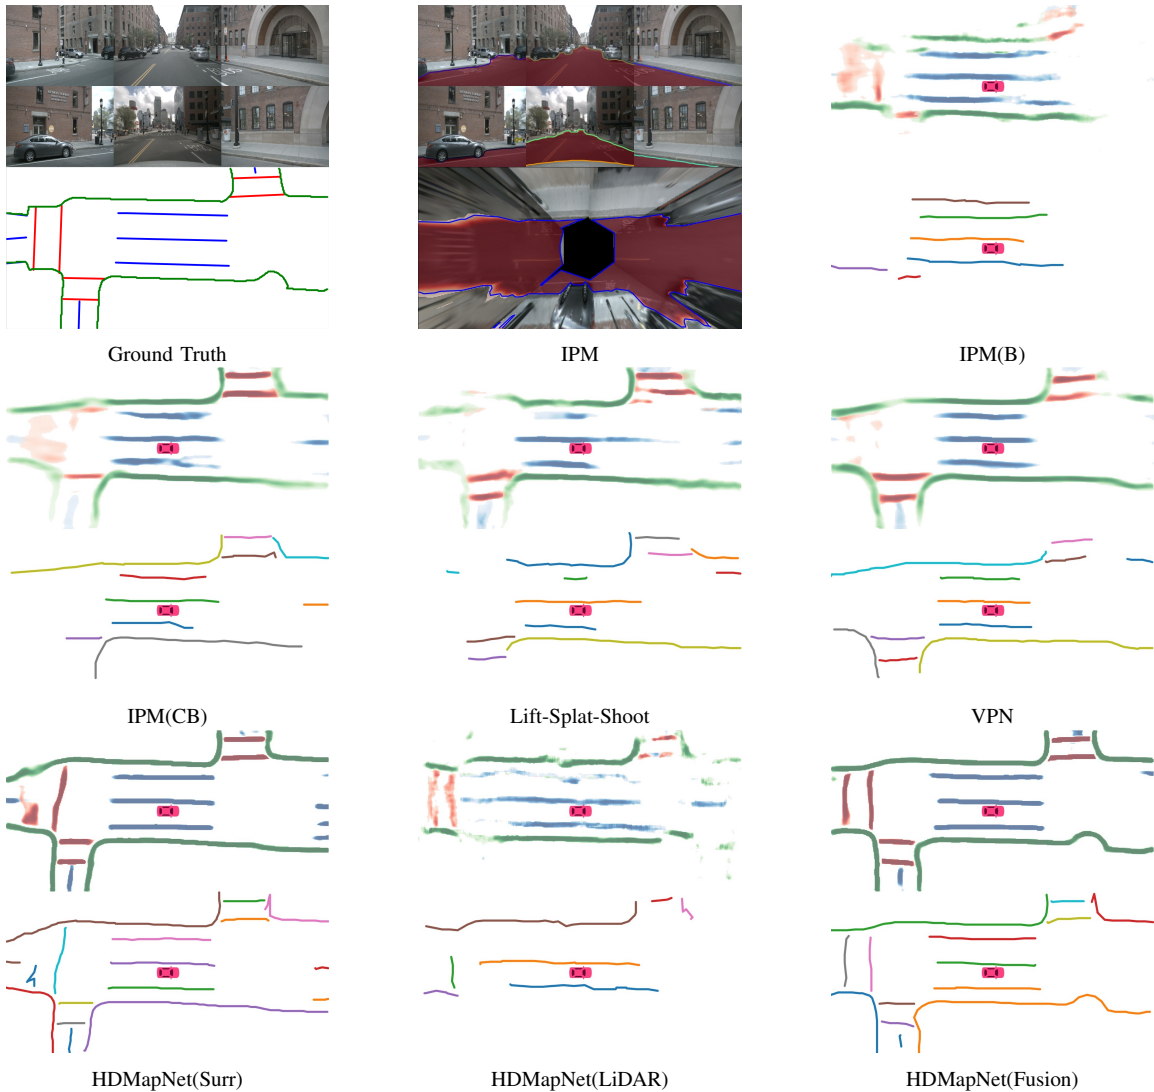 Ground Truth
IPM
IPM(B)
IPM(CB)
Lift-Splat-Shoot
VPN
HDMapNet(Surr)
HDMapNet(LiDAR)
HDMapNet(Fusion)